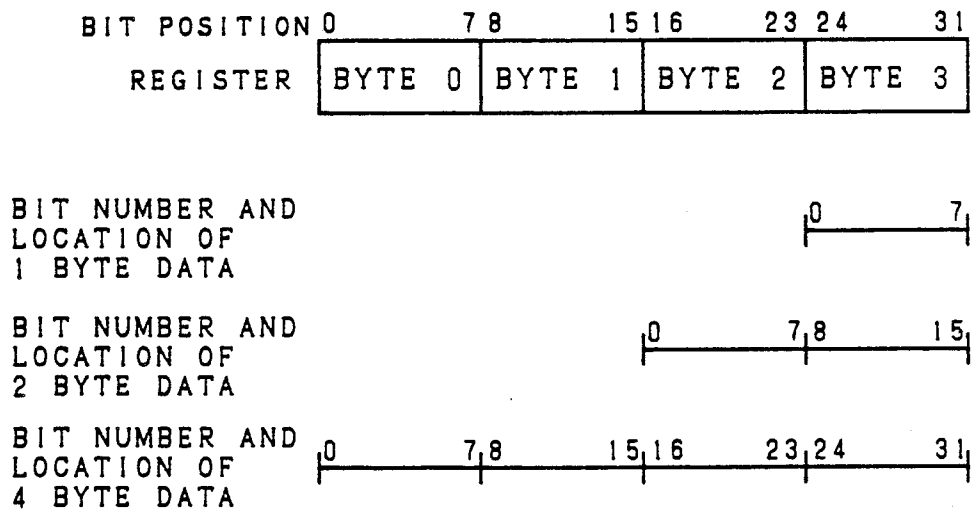 BIT POSITION 0 7 8 15 16 23 24 31
REGISTER BYTE 0 BYTE 1 BYTE 2 BYTE 3
BIT NUMBER AND
LOCATION OF 0 7
1 BYTE DATA
BIT NUMBER AND
LOCATION OF 0 7 8 15
2 BYTE DATA
BIT NUMBER AND
LOCATION OF 0 7 8 15 16 23 24 31
4 BYTE DATA